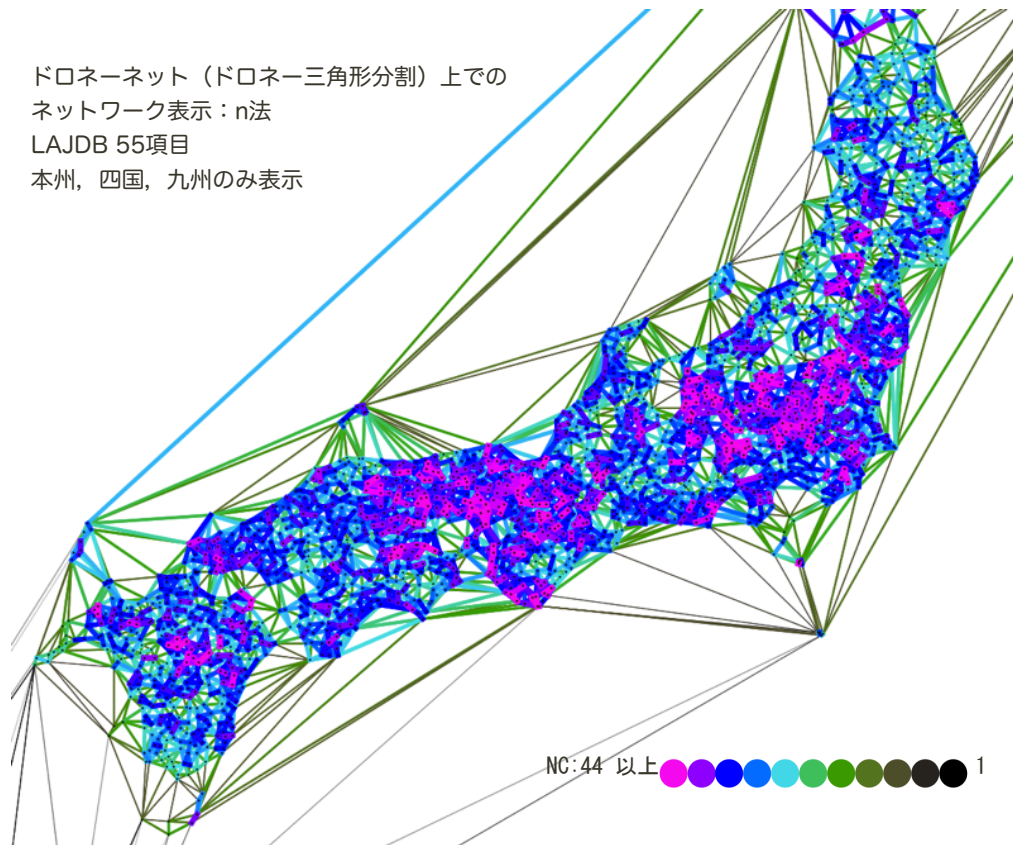 ドロネーネット（ドロネー三角形分割）上での
ネットワーク表示：n法
LAJDB 55項目
本州，四国，九州のみ表示
NC:44 以上 1